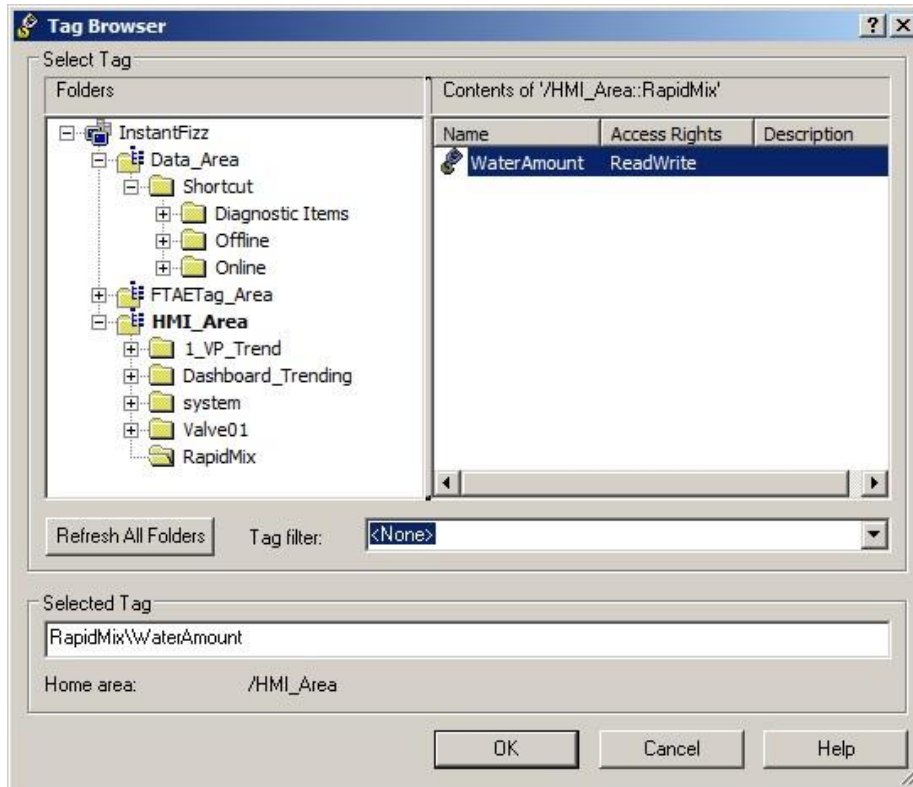 Tag Browser
Select Tag
Folders
Contents of '/HMI_Area::RapidMix'
InstantFizz
Data_Area
Shortcut
Diagnostic Items
Offline
Online
FTAETag_Area
HMI_Area
1_VP_Trend
Dashboard_Trending
system
Valve01
RapidMix
Name Access Rights Description
WaterAmount ReadWrite
Refresh All Folders Tag filter: <None>
Selected Tag
RapidMix\WaterAmount
Home area: /HMI_Area
OK Cancel Help